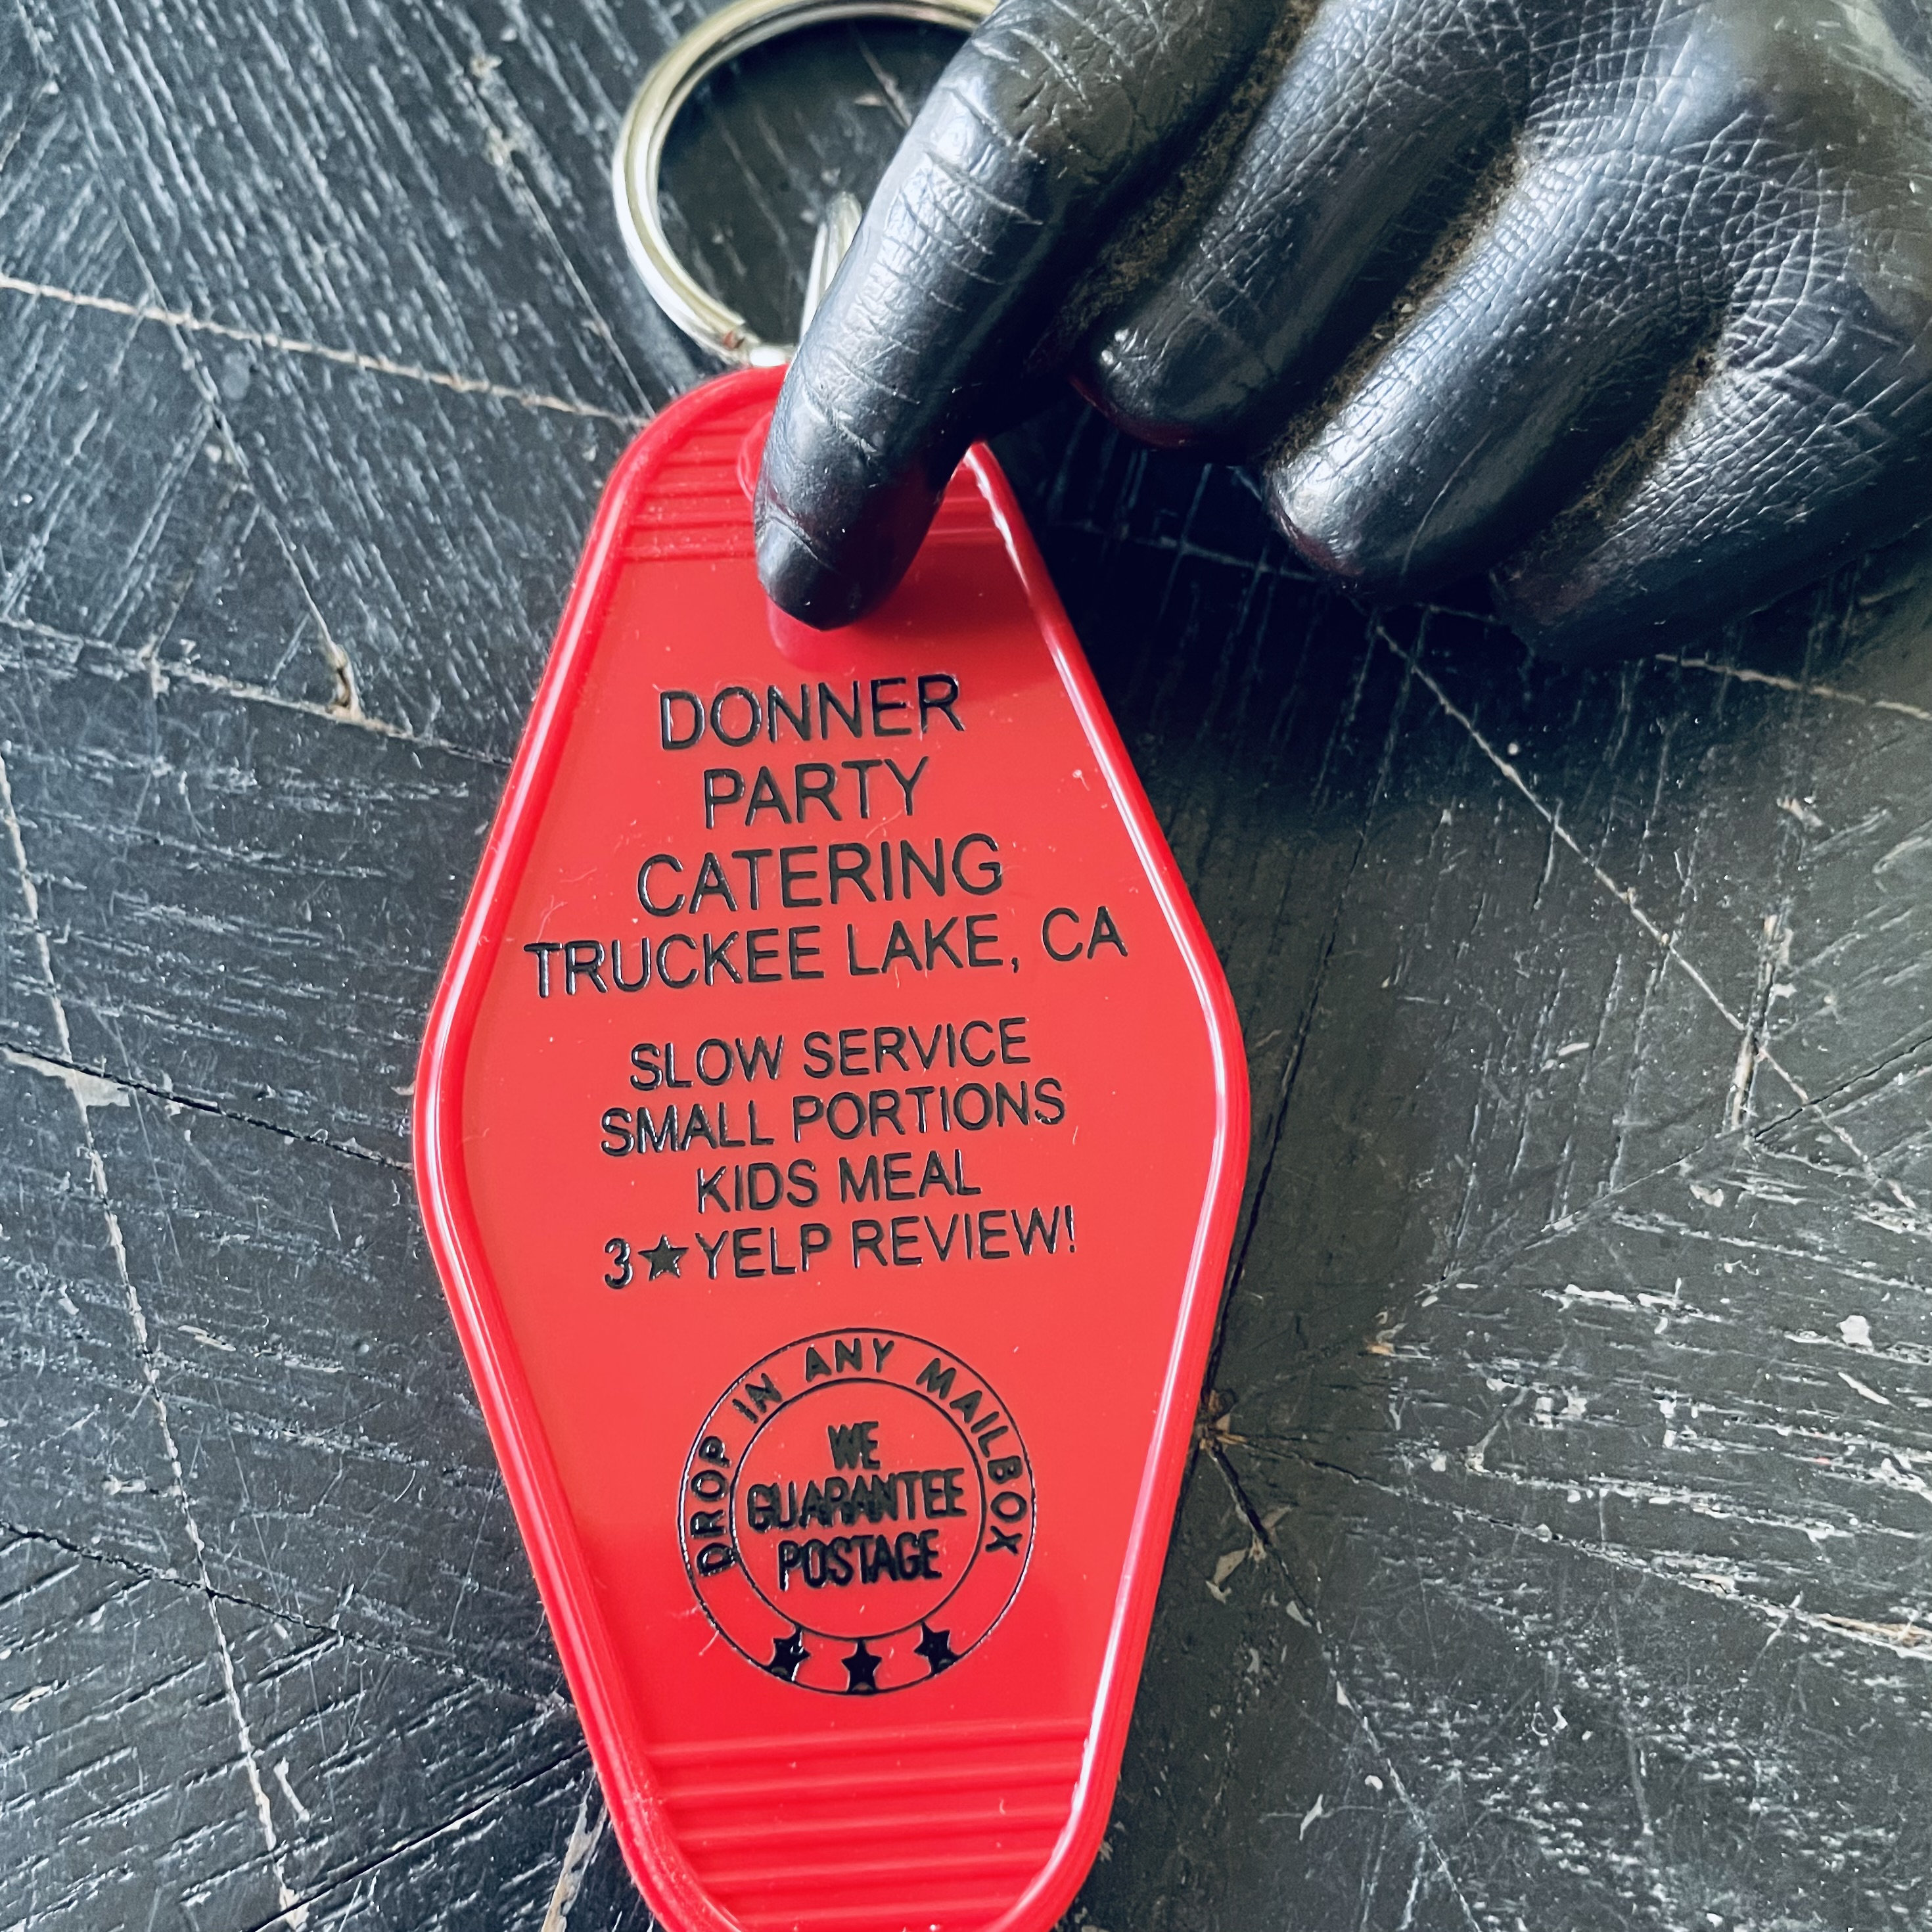 DONNER
PARTY
CATERING
TRUCKEE LAKE, CA
SLOW SERVICE
SMALL PORTIONS
KIDS MEAL
3★YELP REVIEW!
DROP IN ANY MAILBOX
WE
GUARANTEE
POSTAGE